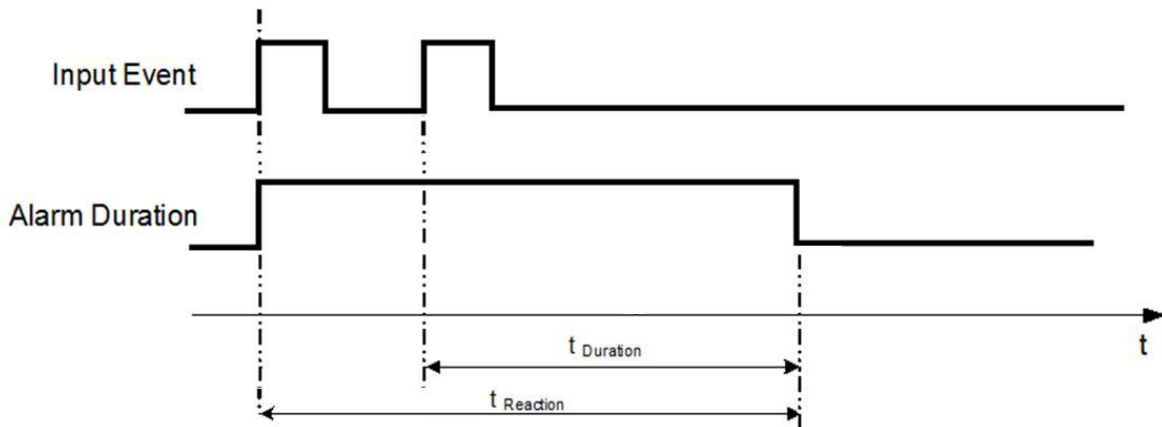 Input Event
Alarm Duration
t
t Duration
t Reaction